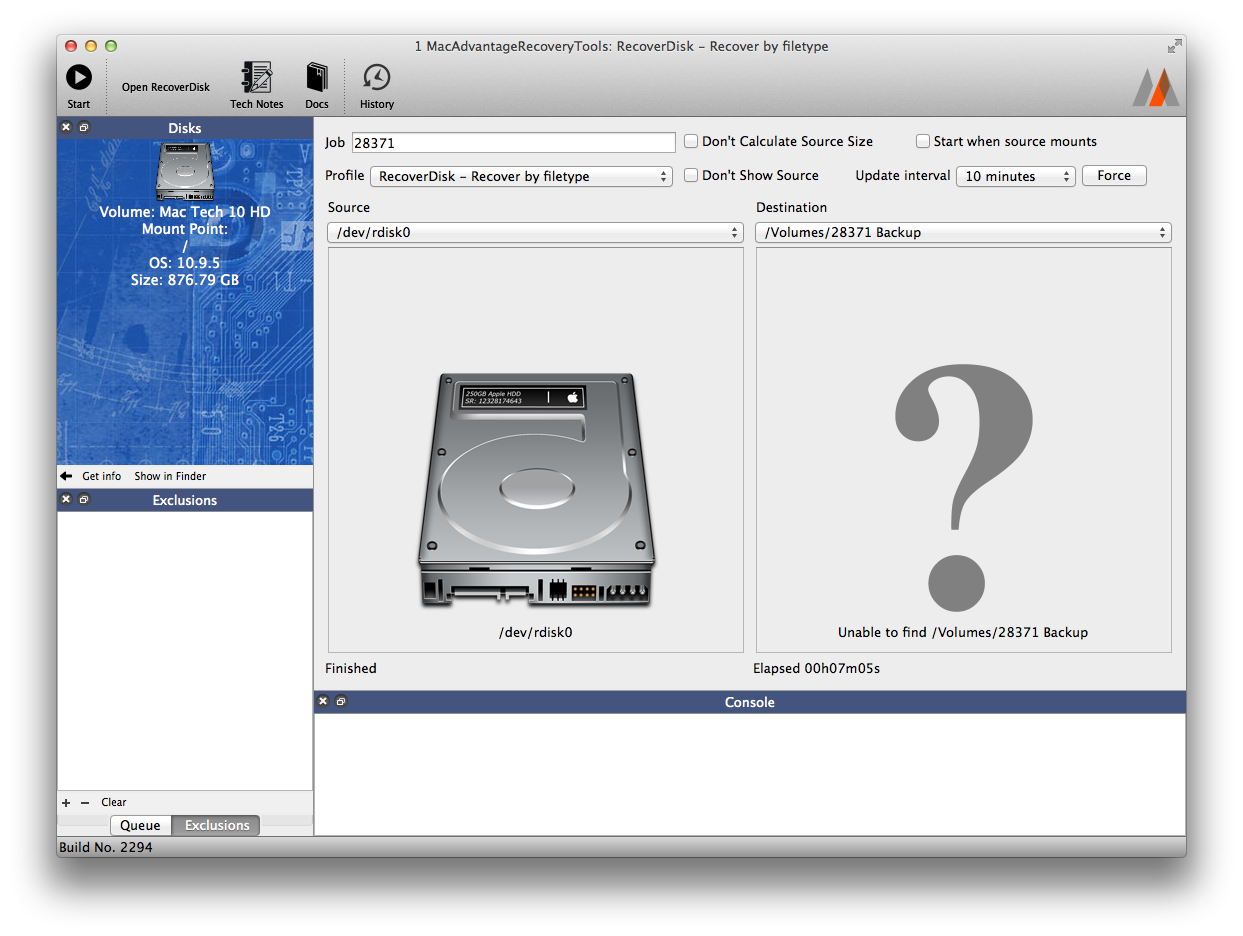 1 MacAdvantageRecoveryTools: RecoverDisk – Recover by filetype
Start
Open RecoverDisk
Tech Notes
Docs
History
Disks
Volume: Mac Tech 10 HD
Mount Point:
/
OS: 10.9.5
Size: 876.79 GB
Get info
Show in Finder
Exclusions
+ − Clear
Queue
Exclusions
Job 28371
Don't Calculate Source Size
Start when source mounts
Profile RecoverDisk – Recover by filetype
Don't Show Source
Update interval 10 minutes
Force
Source
/dev/rdisk0
250GB Apple HDD
SR: 12328174643
/dev/rdisk0
Destination
/Volumes/28371 Backup
?
Unable to find /Volumes/28371 Backup
Finished
Elapsed 00h07m05s
Console
Build No. 2294